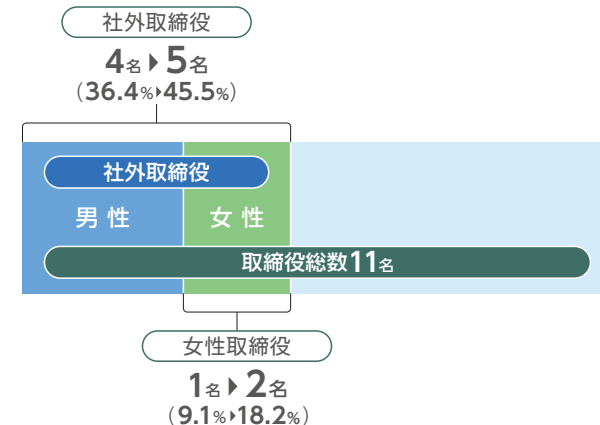 社外取締役
4名▶5名
(36.4%▶45.5%)
社外取締役
男性 女性
取締役総数11名
女性取締役
1名▶2名
(9.1%▶18.2%)